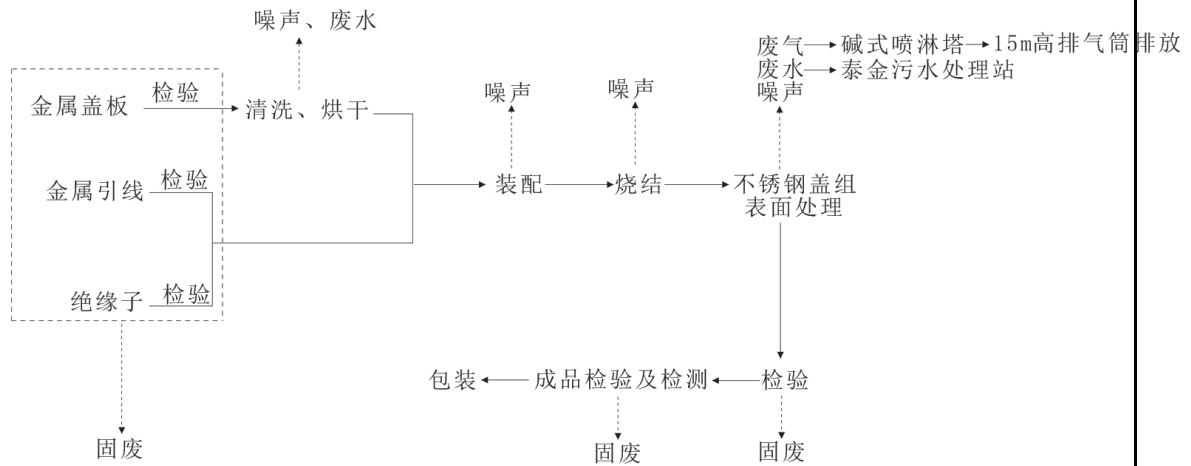 噪声、废水
废气 碱式喷淋塔 15m高排气筒排放
废水 泰金污水处理站
噪声
金属盖板 检验 清洗、烘干
噪声 噪声
金属引线 检验
装配 烧结 不锈钢盖组
表面处理
绝缘子 检验
包装 成品检验及检测 检验
固废 固废 固废